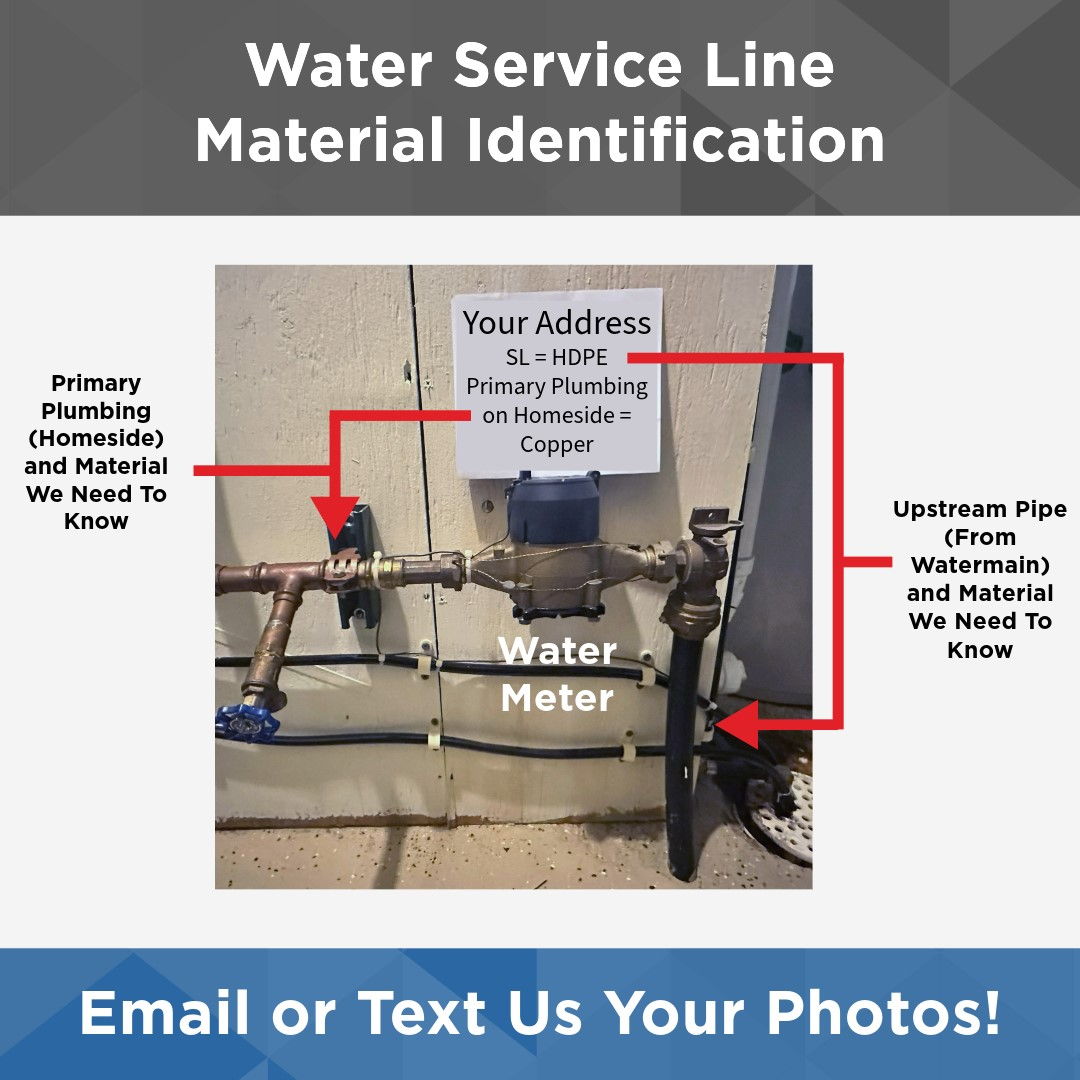 Water Service Line
Material Identification
Your Address
SL = HDPE
Primary Plumbing
on Homeside =
Copper
Primary
Plumbing
(Homeside)
and Material
We Need To
Know
Upstream Pipe
(From
Watermain)
and Material
We Need To
Know
Water
Meter
Email or Text Us Your Photos!